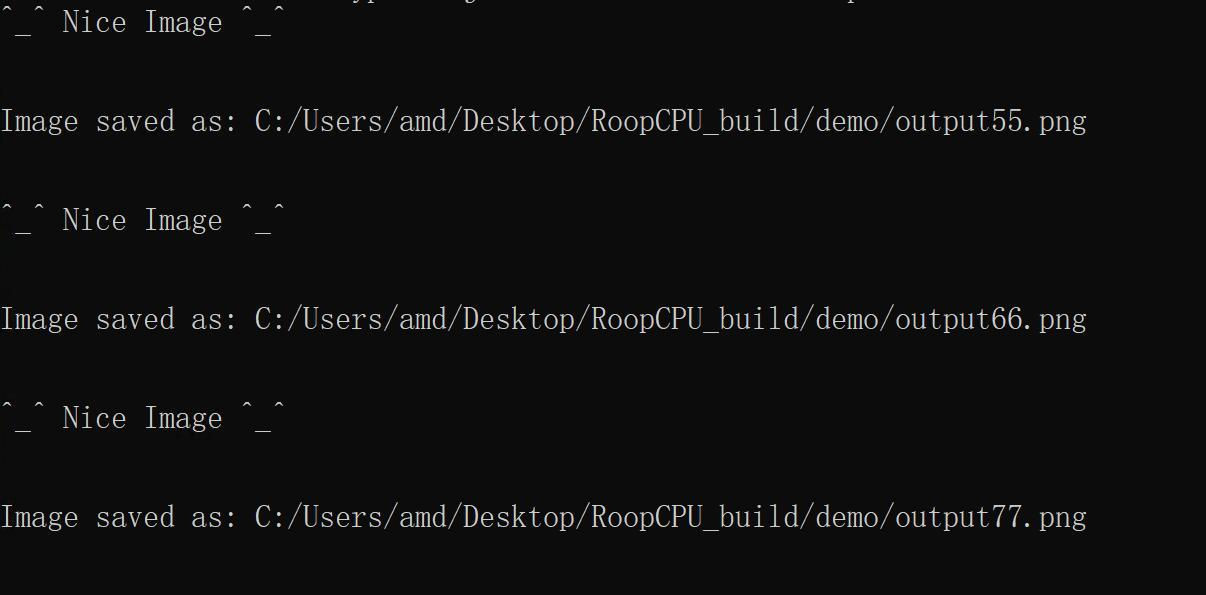 ^_^ Nice Image ^_^
Image saved as: C:/Users/amd/Desktop/RoopCPU_build/demo/output55.png
^_^ Nice Image ^_^
Image saved as: C:/Users/amd/Desktop/RoopCPU_build/demo/output66.png
^_^ Nice Image ^_^
Image saved as: C:/Users/amd/Desktop/RoopCPU_build/demo/output77.png